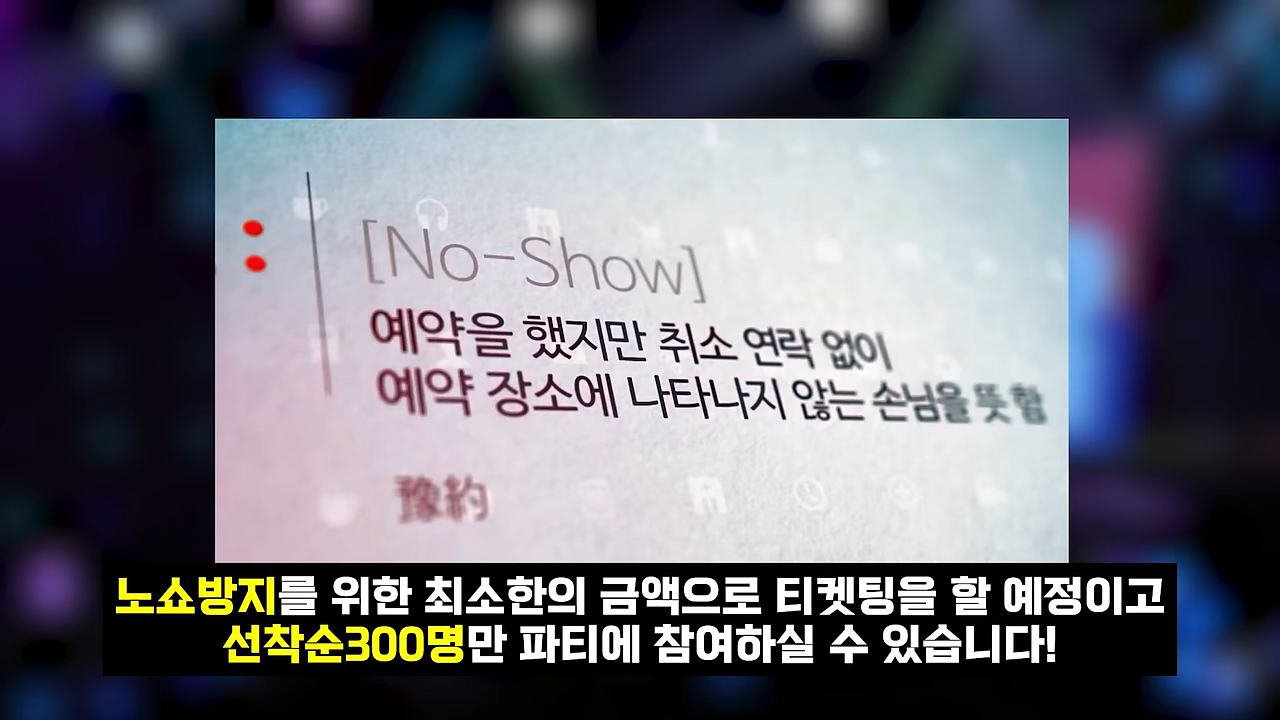 [No-Show]
예약을 했지만 취소 연락 없이
예약 장소에 나타나지 않는 손님을 뜻함
豫約
노쇼방지를 위한 최소한의 금액으로 티켓팅을 할 예정이고
선착순300명만 파티에 참여하실 수 있습니다!